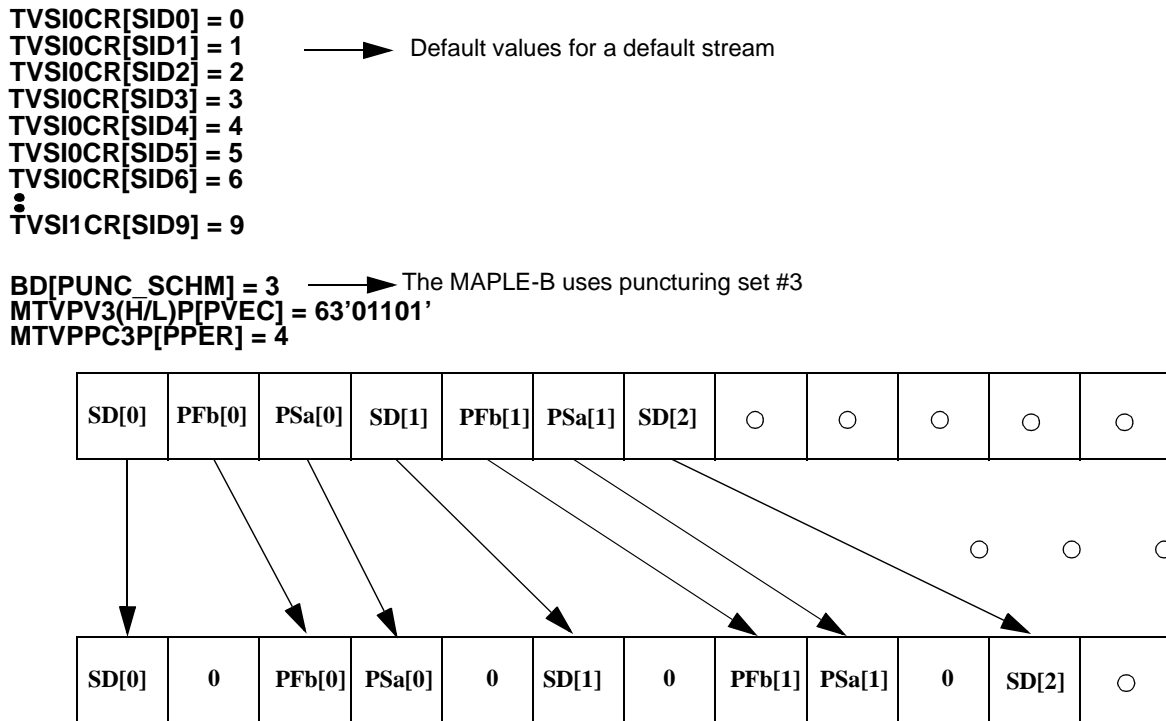 TVSI0CR[SID0] = 0
TVSI0CR[SID1] = 1 Default values for a default stream
TVSI0CR[SID2] = 2
TVSI0CR[SID3] = 3
TVSI0CR[SID4] = 4
TVSI0CR[SID5] = 5
TVSI0CR[SID6] = 6
TVSI1CR[SID9] = 9
BD[PUNC_SCHM] = 3 The MAPLE-B uses puncturing set #3
MTVPV3(H/L)P[PVEC] = 63’01101’
MTVPPC3P[PPER] = 4
SD[0] PFb[0] PSa[0] SD[1] PFb[1] PSa[1] SD[2]
SD[0] 0 PFb[0] PSa[0] 0 SD[1] 0 PFb[1] PSa[1] 0 SD[2]